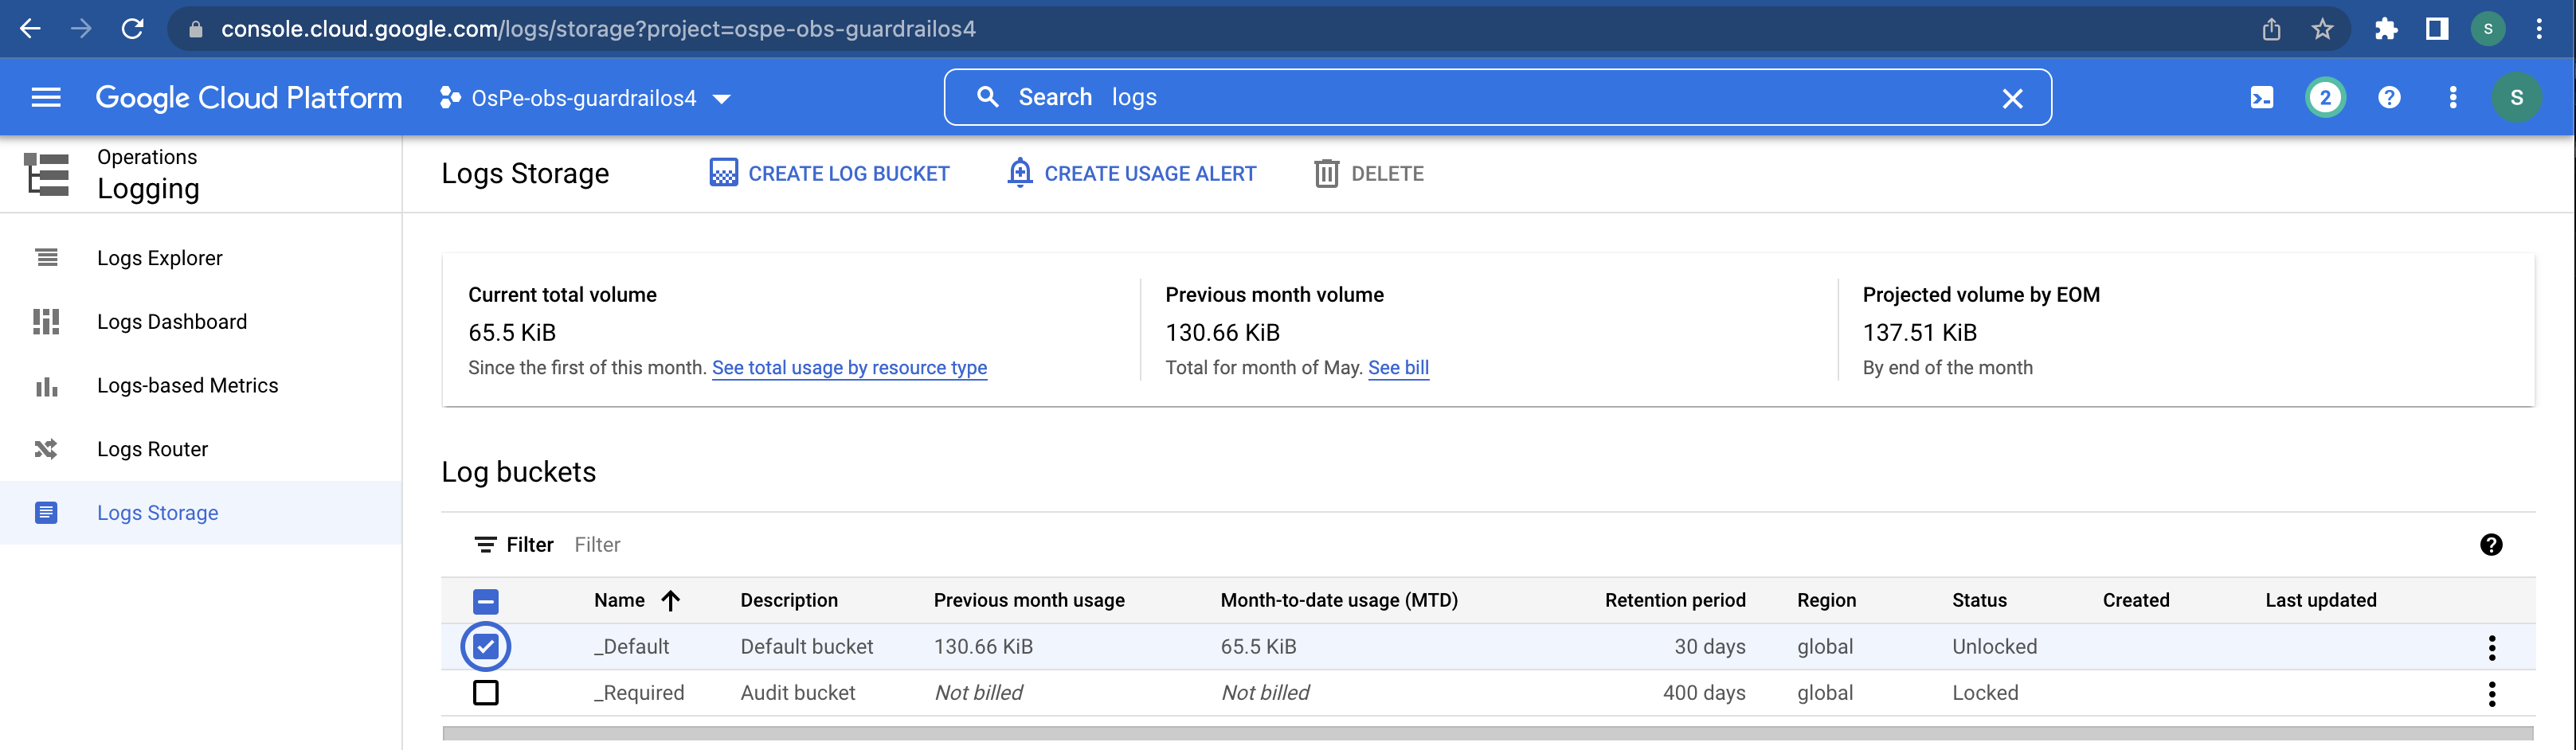 console.cloud.google.com/logs/storage?project=ospe-obs-guardrailos4
S
Google Cloud Platform
OsPe-obs-guardrailos4
Search logs
2
S
Operations
Logging
Logs Storage
CREATE LOG BUCKET
CREATE USAGE ALERT
DELETE
Logs Explorer
Logs Dashboard
Logs-based Metrics
Logs Router
Logs Storage
Current total volume
65.5 KiB
Since the first of this month. See total usage by resource type
Previous month volume
130.66 KiB
Total for month of May. See bill
Projected volume by EOM
137.51 KiB
By end of the month
Log buckets
Filter Filter
Name Description Previous month usage Month-to-date usage (MTD) Retention period Region Status Created Last updated
_Default Default bucket 130.66 KiB 65.5 KiB 30 days global Unlocked
_Required Audit bucket Not billed Not billed 400 days global Locked